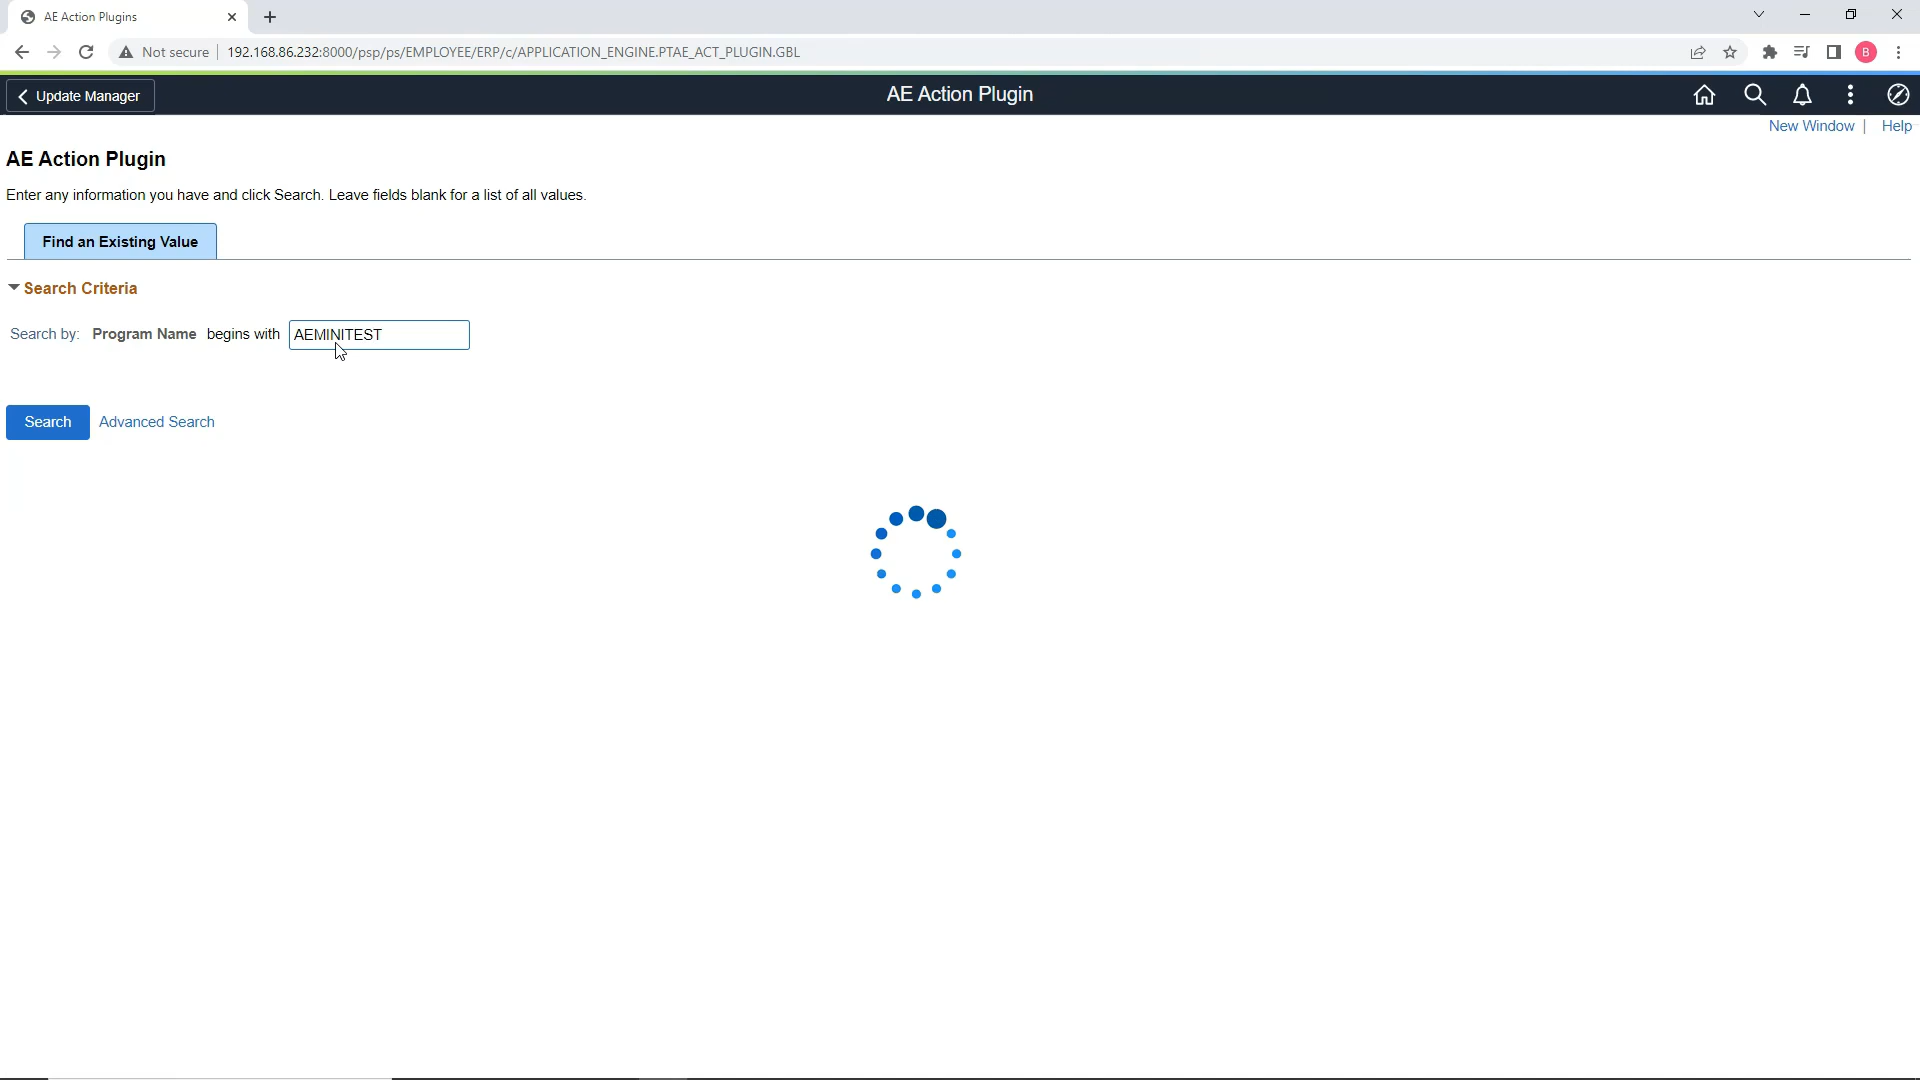 AE Action Plugins
Not secure 192.168.86.232:8000/psp/ps/EMPLOYEE/ERP/c/APPLICATION_ENGINE.PTAE_ACT_PLUGIN.GBL
B
Update Manager
AE Action Plugin
New Window | Help
AE Action Plugin
Enter any information you have and click Search. Leave fields blank for a list of all values.
Find an Existing Value
Search Criteria
Search by: Program Name begins with AEMINITEST
Search Advanced Search